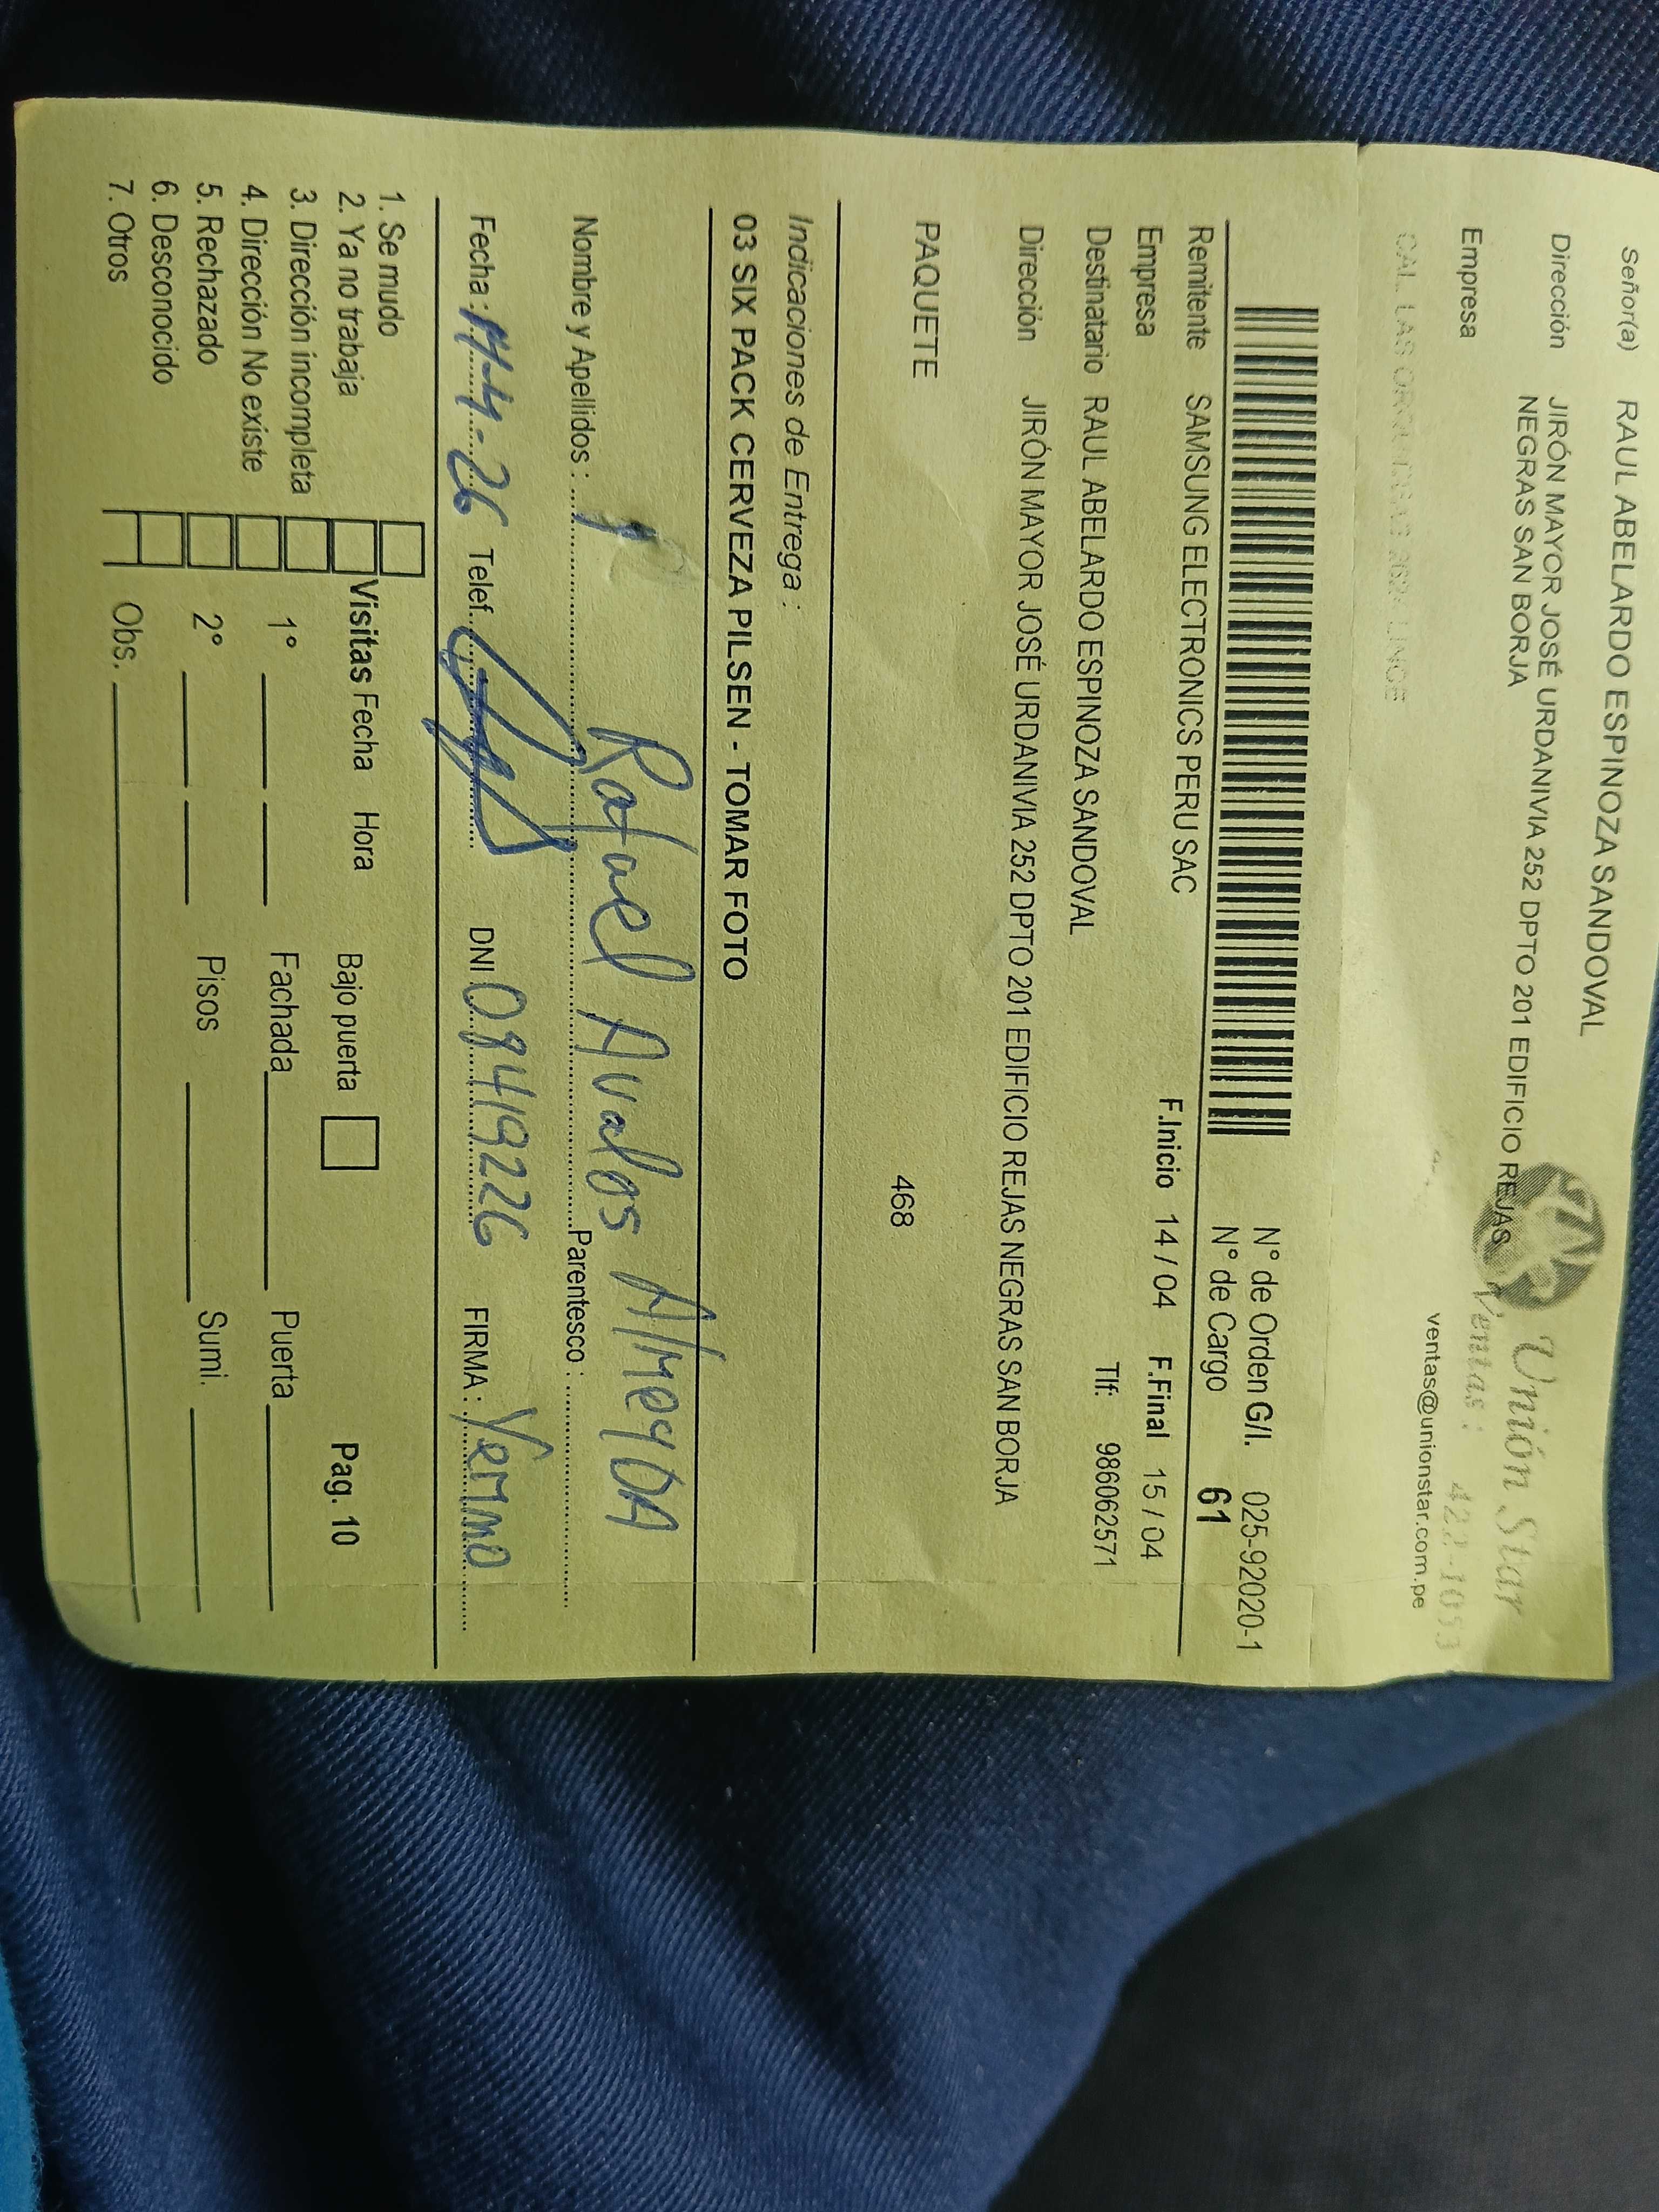 Señor(a) RAUL ABELARDO ESPINOZA SANDOVAL
Dirección JIRÓN MAYOR JOSÉ URDANIVIA 252 DPTO 201 EDIFICIO REJAS
NEGRAS SAN BORJA
Empresa
Unión Star
Ventas: 422-1053
ventas@unionstar.com.pe
CAL. LAS LINCE
N° de Orden G/I. 025-92020-1
N° de Cargo 61
Remitente SAMSUNG ELECTRONICS PERU SAC
Empresa F.Inicio 14 / 04 F.Final 15 / 04
Destinatario RAUL ABELARDO ESPINOZA SANDOVAL Tlf: 986062571
Dirección JIRÓN MAYOR JOSÉ URDANIVIA 252 DPTO 201 EDIFICIO REJAS NEGRAS SAN BORJA
PAQUETE 468
Indicaciones de Entrega :
03 SIX PACK CERVEZA PILSEN - TOMAR FOTO
Rafael Avalos
Nombre y Apellidos : Parentesco :
Fecha : Telef. DNI 08419226 FIRMA : Yerno
1. Se mudo
2. Ya no trabaja
3. Dirección incompleta
4. Dirección No existe
5. Rechazado
6. Desconocido
7. Otros
Visitas Fecha Hora Bajo puerta Pag. 10
1° Fachada Puerta
2° Pisos Sumi.
Obs.